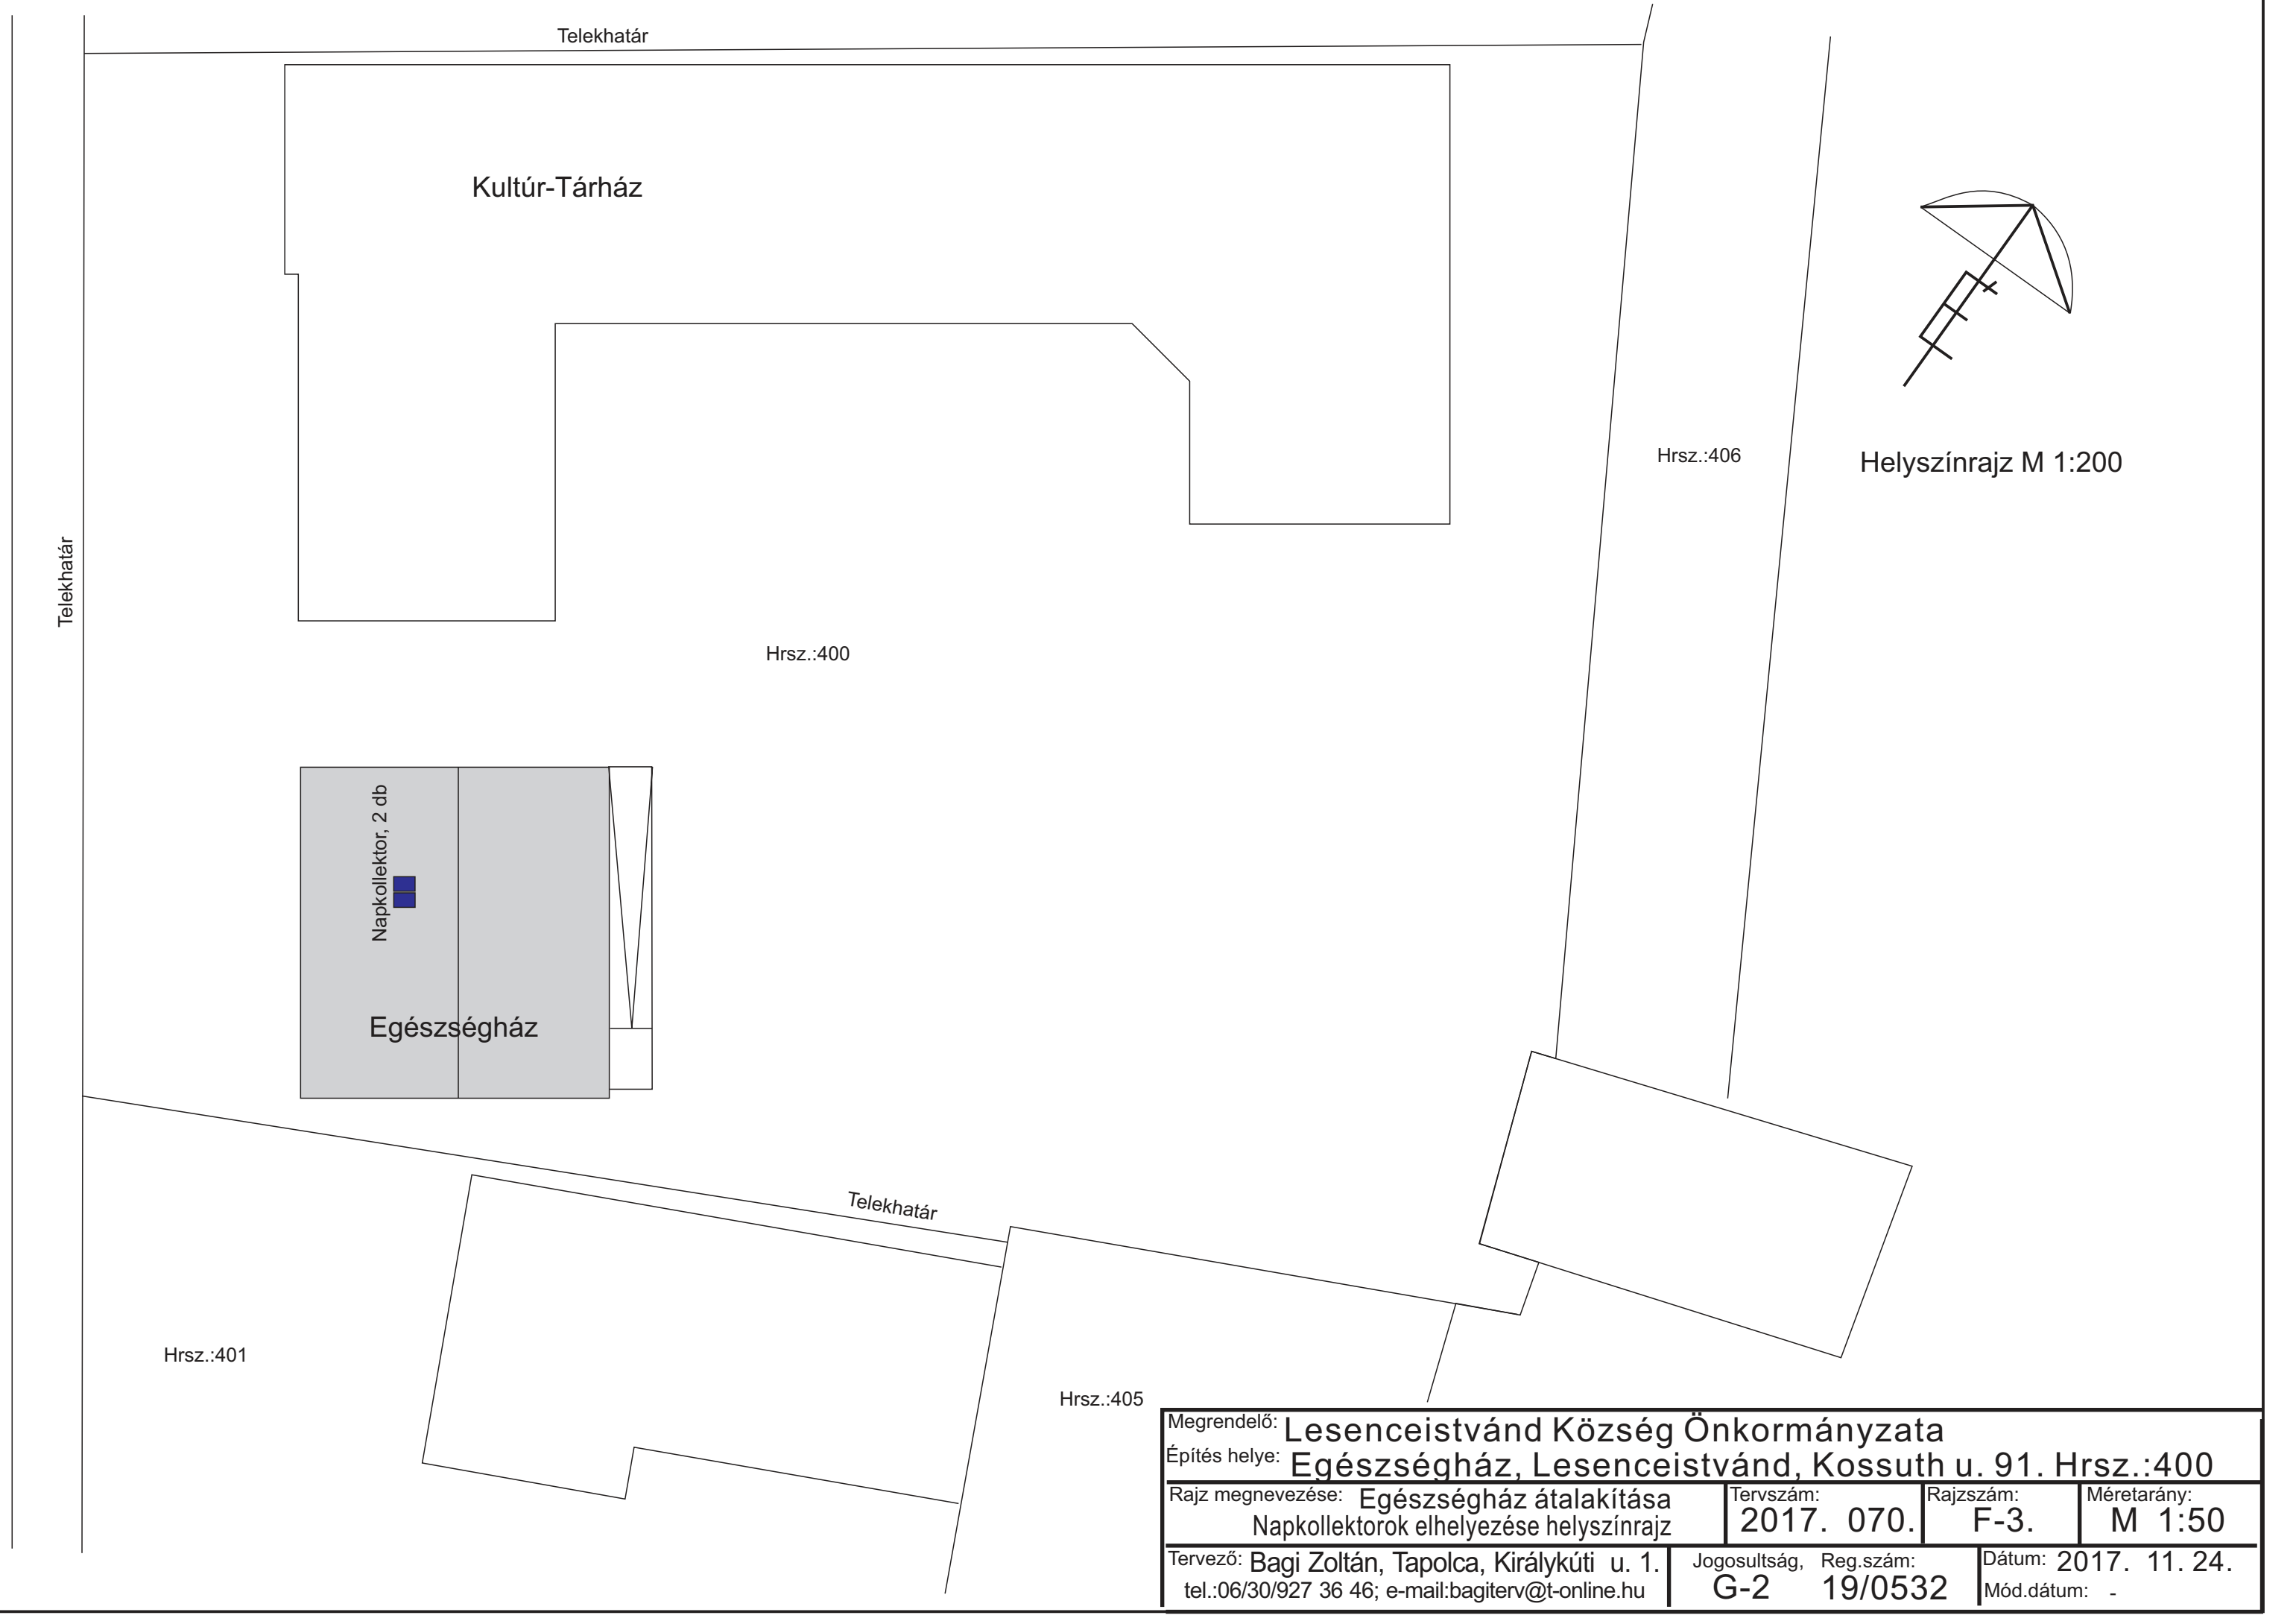 Telekhatár
Kultúr-Tárház
Hrsz.:406
Helyszínrajz M 1:200
Telekhatár
Hrsz.:400
Napkollektor, 2 db
Egészségház
Telekhatár
Hrsz.:401
Hrsz.:405
Megrendelő: Lesenceistvánd Község Önkormányzata
Építés helye: Egészségház, Lesenceistvánd, Kossuth u. 91. Hrsz.:400
Rajz megnevezése: Egészségház átalakítása
Napkollektorok elhelyezése helyszínrajz
Tervszám:
2017. 070.
Rajzszám:
F-3.
Méretarány:
M 1:50
Tervező: Bagi Zoltán, Tapolca, Királykúti u. 1.
tel.:06/30/927 36 46; e-mail:bagiterv@t-online.hu
Jogosultság, Reg.szám:
G-2 19/0532
Dátum: 2017. 11. 24.
Mód.dátum: -